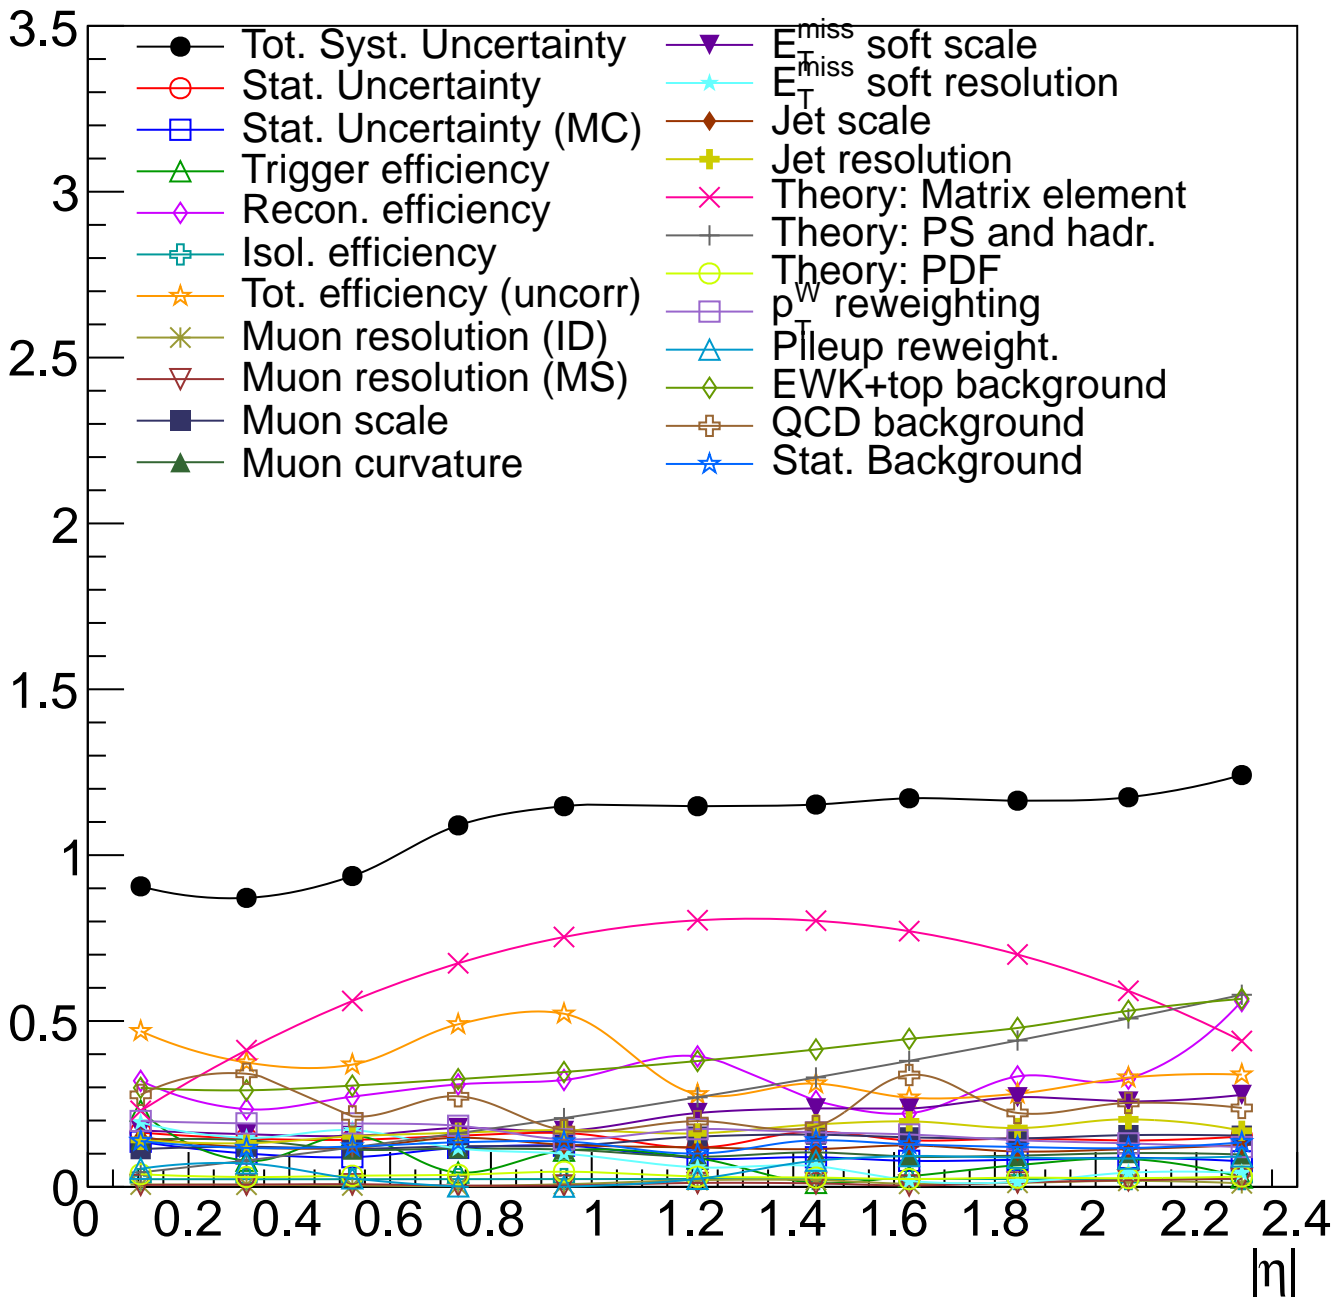 3.5
3
2.5
2
1.5
1
0.5
0
Tot. Syst. Uncertainty
Stat. Uncertainty
Stat. Uncertainty (MC)
Trigger efficiency
Recon. efficiency
Isol. efficiency
Tot. efficiency (uncorr)
Muon resolution (ID)
Muon resolution (MS)
Muon scale
Muon curvature
E_T^miss soft scale
E_T^miss soft resolution
Jet scale
Jet resolution
Theory: Matrix element
Theory: PS and hadr.
Theory: PDF
p_T^W reweighting
Pileup reweight.
EWK+top background
QCD background
Stat. Background
0 0.2 0.4 0.6 0.8 1 1.2 1.4 1.6 1.8 2 2.2 2.4
|η|